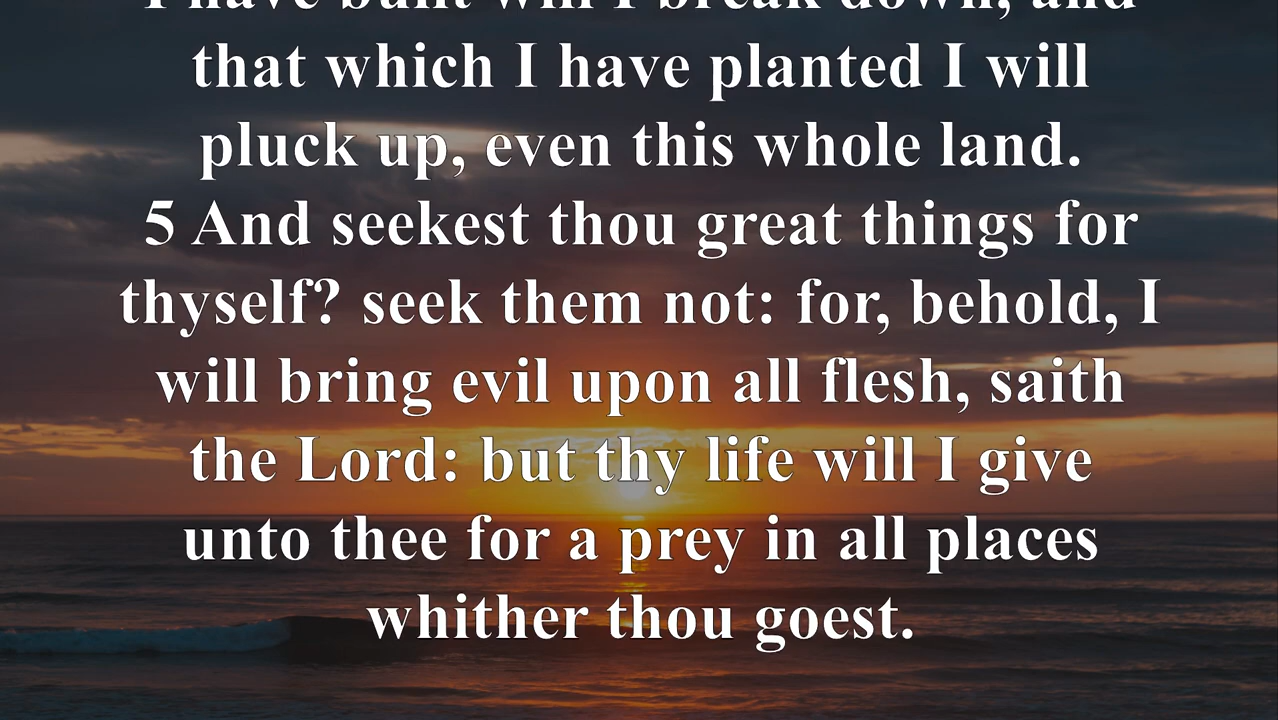 I have built will I break down, and
that which I have planted I will
pluck up, even this whole land.
5 And seekest thou great things for
thyself? seek them not: for, behold, I
will bring evil upon all flesh, saith
the Lord: but thy life will I give
unto thee for a prey in all places
whither thou goest.